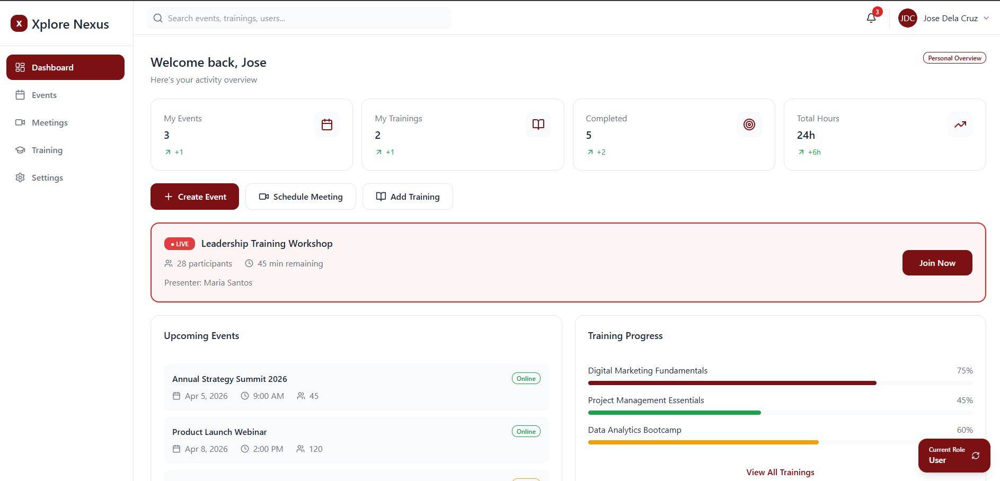 X Xplore Nexus
Search events, trainings, users...
3
JDC Jose Dela Cruz
Dashboard
Events
Meetings
Training
Settings
Welcome back, Jose
Here's your activity overview
Personal Overview
My Events
3
+1
My Trainings
2
+1
Completed
5
+2
Total Hours
24h
+6h
Create Event
Schedule Meeting
Add Training
LIVE Leadership Training Workshop
28 participants 45 min remaining
Presenter: Maria Santos
Join Now
Upcoming Events
Annual Strategy Summit 2026
Online
Apr 5, 2026 9:00 AM 45
Product Launch Webinar
Online
Apr 8, 2026 2:00 PM 120
Training Progress
Digital Marketing Fundamentals 75%
Project Management Essentials 45%
Data Analytics Bootcamp 60%
View All Trainings
Current Role
User